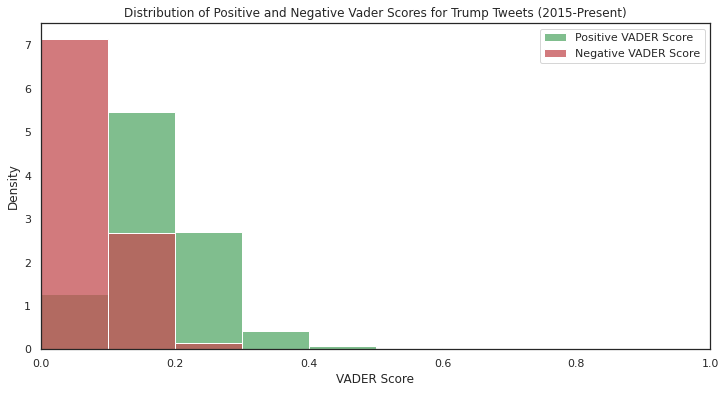 Distribution of Positive and Negative Vader Scores for Trump Tweets (2015-Present)
Positive VADER Score
Negative VADER Score
Density
7
6
5
4
3
2
1
0
0.0 0.2 0.4 0.6 0.8 1.0
VADER Score